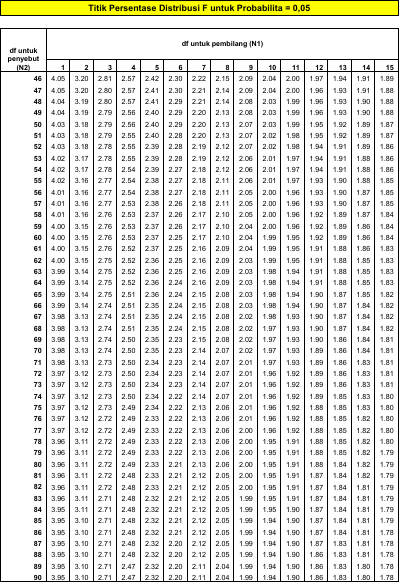 Titik Persentase Distribusi F untuk Probabilita = 0,05
df untuk penyebut (N2)
df untuk pembilang (N1)
1 2 3 4 5 6 7 8 9 10 11 12 13 14 15
46 4.05 3.20 2.81 2.57 2.42 2.30 2.22 2.15 2.09 2.04 2.00 1.97 1.94 1.91 1.89
47 4.05 3.20 2.80 2.57 2.41 2.30 2.21 2.14 2.09 2.04 2.00 1.96 1.93 1.91 1.88
48 4.04 3.19 2.80 2.57 2.41 2.29 2.21 2.14 2.08 2.03 1.99 1.96 1.93 1.90 1.88
49 4.04 3.19 2.79 2.56 2.40 2.29 2.20 2.13 2.08 2.03 1.99 1.96 1.93 1.90 1.88
50 4.03 3.18 2.79 2.56 2.40 2.29 2.20 2.13 2.07 2.03 1.99 1.95 1.92 1.89 1.87
51 4.03 3.18 2.79 2.55 2.40 2.28 2.20 2.13 2.07 2.02 1.98 1.95 1.92 1.89 1.87
52 4.03 3.18 2.78 2.55 2.39 2.28 2.19 2.12 2.07 2.02 1.98 1.94 1.91 1.89 1.86
53 4.02 3.17 2.78 2.55 2.39 2.28 2.19 2.12 2.06 2.01 1.97 1.94 1.91 1.88 1.86
54 4.02 3.17 2.78 2.54 2.39 2.27 2.18 2.12 2.06 2.01 1.97 1.94 1.91 1.88 1.86
55 4.02 3.16 2.77 2.54 2.38 2.27 2.18 2.11 2.06 2.01 1.97 1.93 1.90 1.88 1.85
56 4.01 3.16 2.77 2.54 2.38 2.27 2.18 2.11 2.05 2.00 1.96 1.93 1.90 1.87 1.85
57 4.01 3.16 2.77 2.53 2.38 2.26 2.18 2.11 2.05 2.00 1.96 1.93 1.90 1.87 1.85
58 4.01 3.16 2.76 2.53 2.37 2.26 2.17 2.10 2.05 2.00 1.96 1.92 1.89 1.87 1.84
59 4.00 3.15 2.76 2.53 2.37 2.26 2.17 2.10 2.04 2.00 1.96 1.92 1.89 1.86 1.84
60 4.00 3.15 2.76 2.53 2.37 2.25 2.17 2.10 2.04 1.99 1.95 1.92 1.89 1.86 1.84
61 4.00 3.15 2.76 2.52 2.37 2.25 2.16 2.09 2.04 1.99 1.95 1.91 1.88 1.86 1.83
62 4.00 3.15 2.75 2.52 2.36 2.25 2.16 2.09 2.03 1.99 1.95 1.91 1.88 1.85 1.83
63 3.99 3.14 2.75 2.52 2.36 2.25 2.16 2.09 2.03 1.98 1.94 1.91 1.88 1.85 1.83
64 3.99 3.14 2.75 2.52 2.36 2.24 2.16 2.09 2.03 1.98 1.94 1.91 1.88 1.85 1.83
65 3.99 3.14 2.75 2.51 2.36 2.24 2.15 2.08 2.03 1.98 1.94 1.90 1.87 1.85 1.82
66 3.99 3.14 2.74 2.51 2.35 2.24 2.15 2.08 2.03 1.98 1.94 1.90 1.87 1.84 1.82
67 3.98 3.13 2.74 2.51 2.35 2.24 2.15 2.08 2.02 1.98 1.93 1.90 1.87 1.84 1.82
68 3.98 3.13 2.74 2.51 2.35 2.24 2.15 2.08 2.02 1.97 1.93 1.90 1.87 1.84 1.82
69 3.98 3.13 2.74 2.50 2.35 2.23 2.15 2.08 2.02 1.97 1.93 1.90 1.86 1.84 1.81
70 3.98 3.13 2.74 2.50 2.35 2.23 2.14 2.07 2.02 1.97 1.93 1.89 1.86 1.84 1.81
71 3.98 3.13 2.73 2.50 2.34 2.23 2.14 2.07 2.01 1.97 1.93 1.89 1.86 1.83 1.81
72 3.97 3.12 2.73 2.50 2.34 2.23 2.14 2.07 2.01 1.96 1.92 1.89 1.86 1.83 1.81
73 3.97 3.12 2.73 2.50 2.34 2.23 2.14 2.07 2.01 1.96 1.92 1.89 1.86 1.83 1.81
74 3.97 3.12 2.73 2.50 2.34 2.22 2.14 2.07 2.01 1.96 1.92 1.89 1.85 1.83 1.80
75 3.97 3.12 2.73 2.49 2.34 2.22 2.13 2.06 2.01 1.96 1.92 1.88 1.85 1.83 1.80
76 3.97 3.12 2.72 2.49 2.33 2.22 2.13 2.06 2.01 1.96 1.92 1.88 1.85 1.82 1.80
77 3.97 3.12 2.72 2.49 2.33 2.22 2.13 2.06 2.00 1.96 1.92 1.88 1.85 1.82 1.80
78 3.96 3.11 2.72 2.49 2.33 2.22 2.13 2.06 2.00 1.95 1.91 1.88 1.85 1.82 1.80
79 3.96 3.11 2.72 2.49 2.33 2.22 2.13 2.06 2.00 1.95 1.91 1.88 1.85 1.82 1.79
80 3.96 3.11 2.72 2.49 2.33 2.21 2.13 2.06 2.00 1.95 1.91 1.88 1.84 1.82 1.79
81 3.96 3.11 2.72 2.48 2.33 2.21 2.12 2.05 2.00 1.95 1.91 1.87 1.84 1.82 1.79
82 3.96 3.11 2.72 2.48 2.33 2.21 2.12 2.05 2.00 1.95 1.91 1.87 1.84 1.81 1.79
83 3.96 3.11 2.71 2.48 2.32 2.21 2.12 2.05 1.99 1.95 1.91 1.87 1.84 1.81 1.79
84 3.95 3.11 2.71 2.48 2.32 2.21 2.12 2.05 1.99 1.95 1.90 1.87 1.84 1.81 1.79
85 3.95 3.10 2.71 2.48 2.32 2.21 2.12 2.05 1.99 1.94 1.90 1.87 1.84 1.81 1.79
86 3.95 3.10 2.71 2.48 2.32 2.21 2.12 2.05 1.99 1.94 1.90 1.87 1.84 1.81 1.78
87 3.95 3.10 2.71 2.48 2.32 2.20 2.12 2.05 1.99 1.94 1.90 1.87 1.83 1.81 1.78
88 3.95 3.10 2.71 2.48 2.32 2.20 2.12 2.05 1.99 1.94 1.90 1.86 1.83 1.81 1.78
89 3.95 3.10 2.71 2.47 2.32 2.20 2.11 2.04 1.99 1.94 1.90 1.86 1.83 1.80 1.78
90 3.95 3.10 2.71 2.47 2.32 2.20 2.11 2.04 1.99 1.94 1.90 1.86 1.83 1.80 1.78